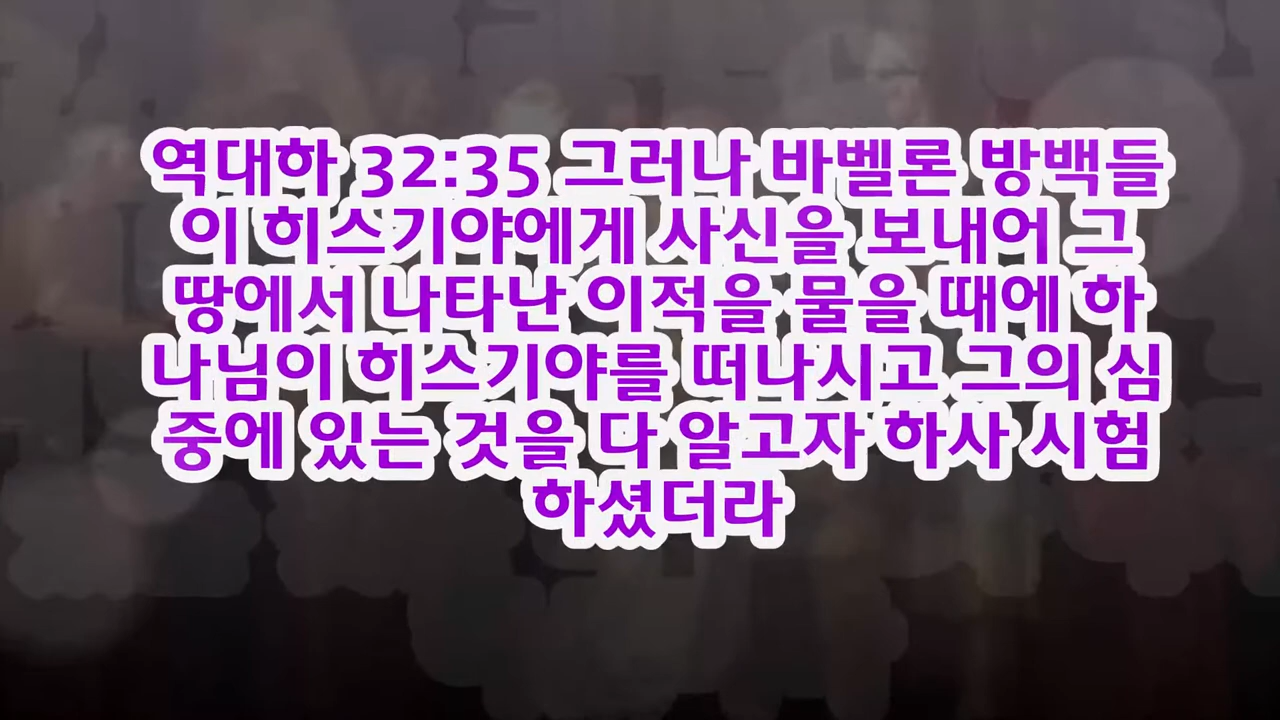 역대하 32:35 그러나 바벨론 방백들
이 히스기야에게 사신을 보내어 그
땅에서 나타난 이적을 물을 때에 하
나님이 히스기야를 떠나시고 그의 심
중에 있는 것을 다 알고자 하사 시험
하셨더라